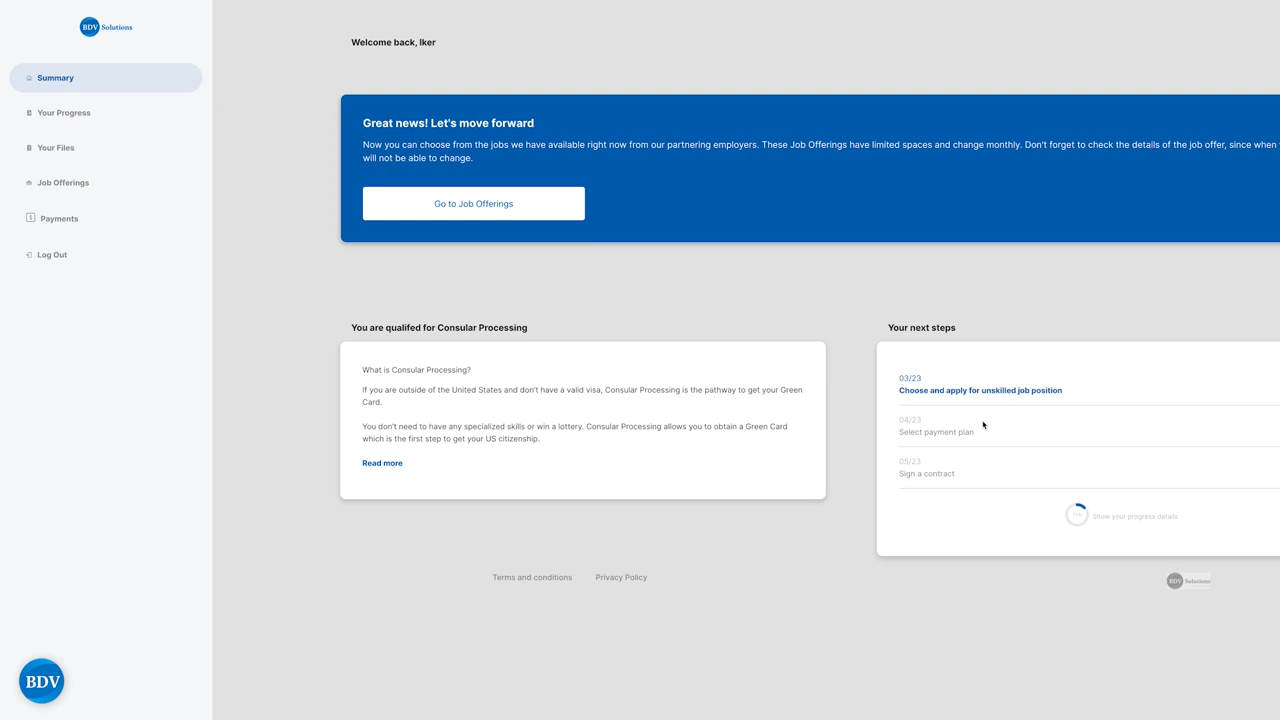 BDV Solutions
Summary
Your Progress
Your Files
Job Offerings
Payments
Log Out
Welcome back, Iker
Great news! Let's move forward
Now you can choose from the jobs we have available right now from our partnering employers. These Job Offerings have limited spaces and change monthly. Don't forget to check the details of the job offer, since when
will not be able to change.
Go to Job Offerings
You are qualifed for Consular Processing
What is Consular Processing?
If you are outside of the United States and don't have a valid visa, Consular Processing is the pathway to get your Green
Card.
You don't need to have any specialized skills or win a lottery. Consular Processing allows you to obtain a Green Card
which is the first step to get your US citizenship.
Read more
Your next steps
03/23
Choose and apply for unskilled job position
04/23
Select payment plan
05/23
Sign a contract
Show your progress details
Terms and conditions
Privacy Policy
BDV Solutions
BDV